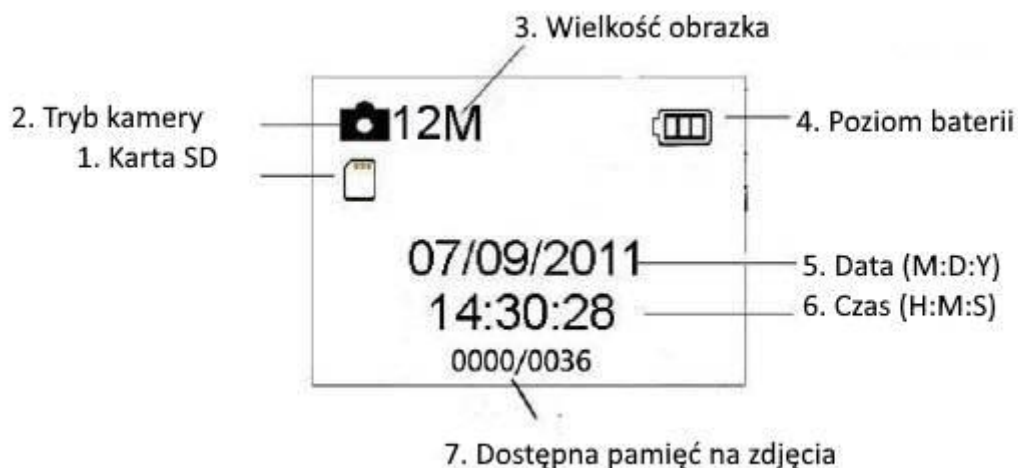 3. Wielkość obrazka
2. Tryb kamery
12M
4. Poziom baterii
1. Karta SD
07/09/2011
5. Data (M:D:Y)
14:30:28
6. Czas (H:M:S)
0000/0036
7. Dostępna pamięć na zdjęcia